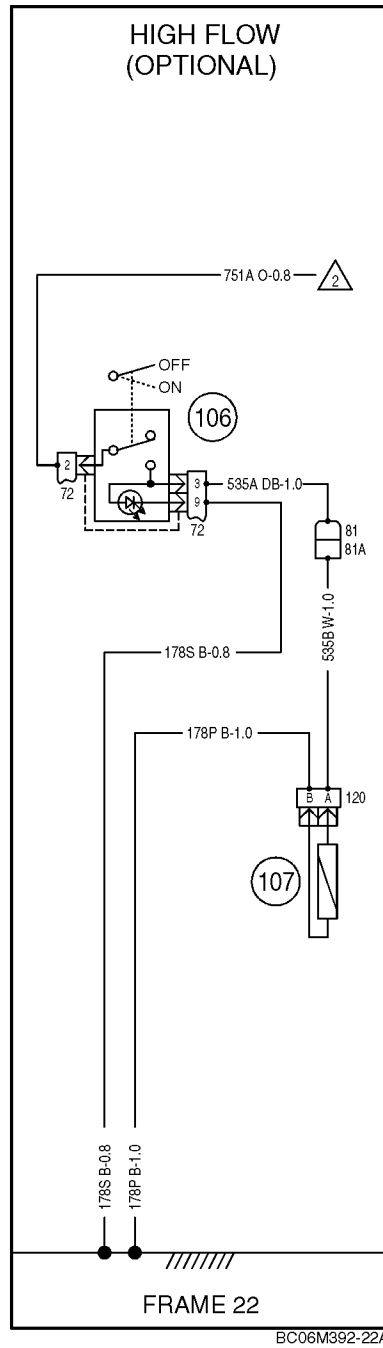 HIGH FLOW
(OPTIONAL)
751A O-0.8
2
OFF
ON
106
2
72
3
9
72
535A DB-1.0
81
81A
535B W-1.0
178S B-0.8
178P B-1.0
B A
120
107
178S B-0.8
178P B-1.0
FRAME 22
BC06M392-22A